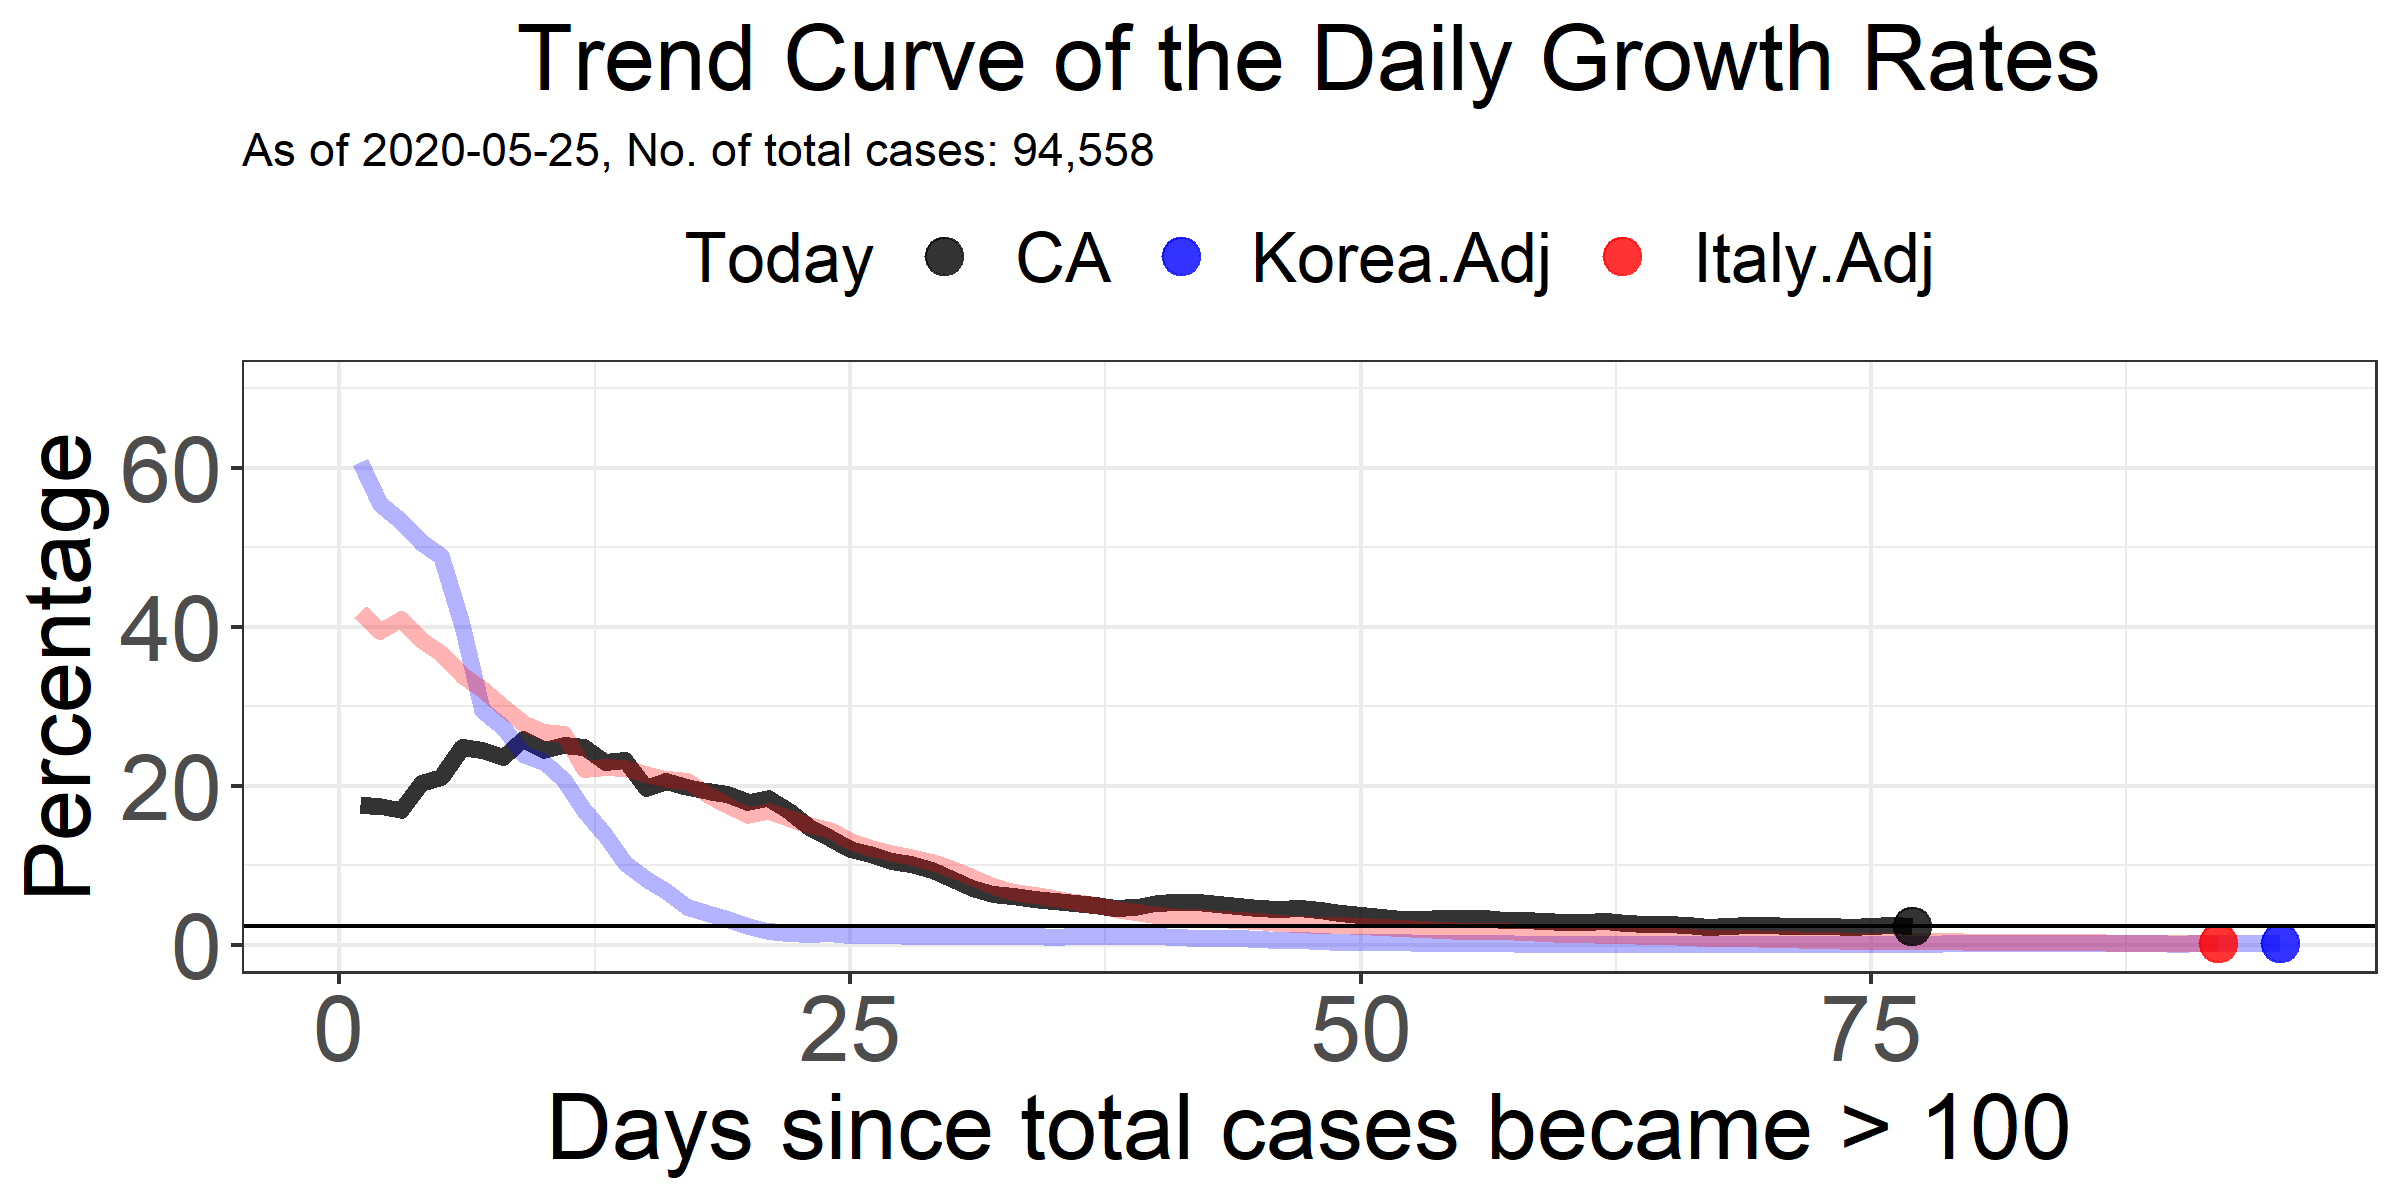 Trend Curve of the Daily Growth Rates
As of 2020-05-25, No. of total cases: 94,558
Today CA Korea.Adj Italy.Adj
Percentage
60
40
20
0
0 25 50 75
Days since total cases became > 100